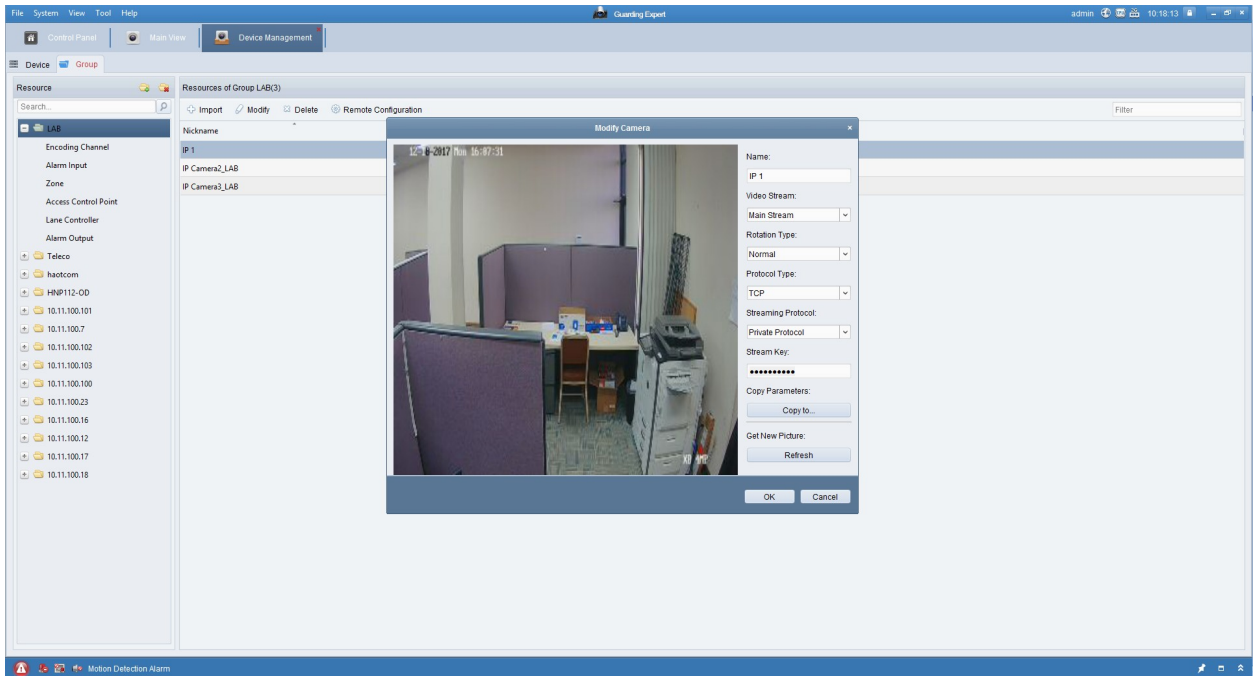 File System View Tool Help
Guarding Expert
admin 10:18:13
Control Panel
Main View
Device Management
Device
Group
Resource
Search...
LAB
Encoding Channel
Alarm Input
Zone
Access Control Point
Lane Controller
Alarm Output
Teleco
haotcom
HNP112-OD
10.11.100.101
10.11.100.7
10.11.100.102
10.11.100.103
10.11.100.100
10.11.100.23
10.11.100.16
10.11.100.12
10.11.100.17
10.11.100.18
Resources of Group LAB(3)
Import Modify Delete Remote Configuration
Filter
Nickname
IP 1
IP Camera2_LAB
IP Camera3_LAB
Modify Camera
Mon 16:07:31
Name:
IP 1
Video Stream:
Main Stream
Rotation Type:
Normal
Protocol Type:
TCP
Streaming Protocol:
Private Protocol
Stream Key:
••••••••••
Copy Parameters:
Copy to...
Get New Picture:
Refresh
OK Cancel
Motion Detection Alarm